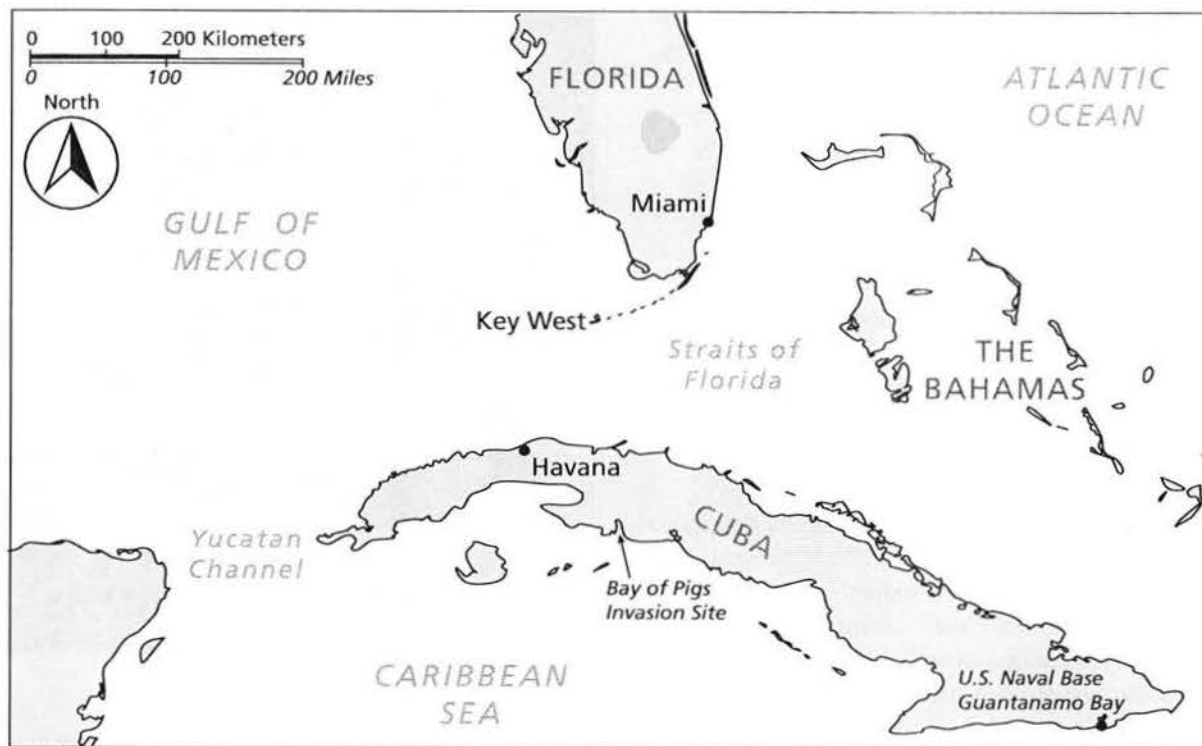 0 100 200 Kilometers
0 100 200 Miles
North
FLORIDA
ATLANTIC
OCEAN
GULF OF
MEXICO
Miami
Key West
Straits of
Florida
THE
BAHAMAS
Havana
CUBA
Yucatan
Channel
Bay of Pigs
Invasion Site
CARIBBEAN
SEA
U.S. Naval Base
Guantanamo Bay